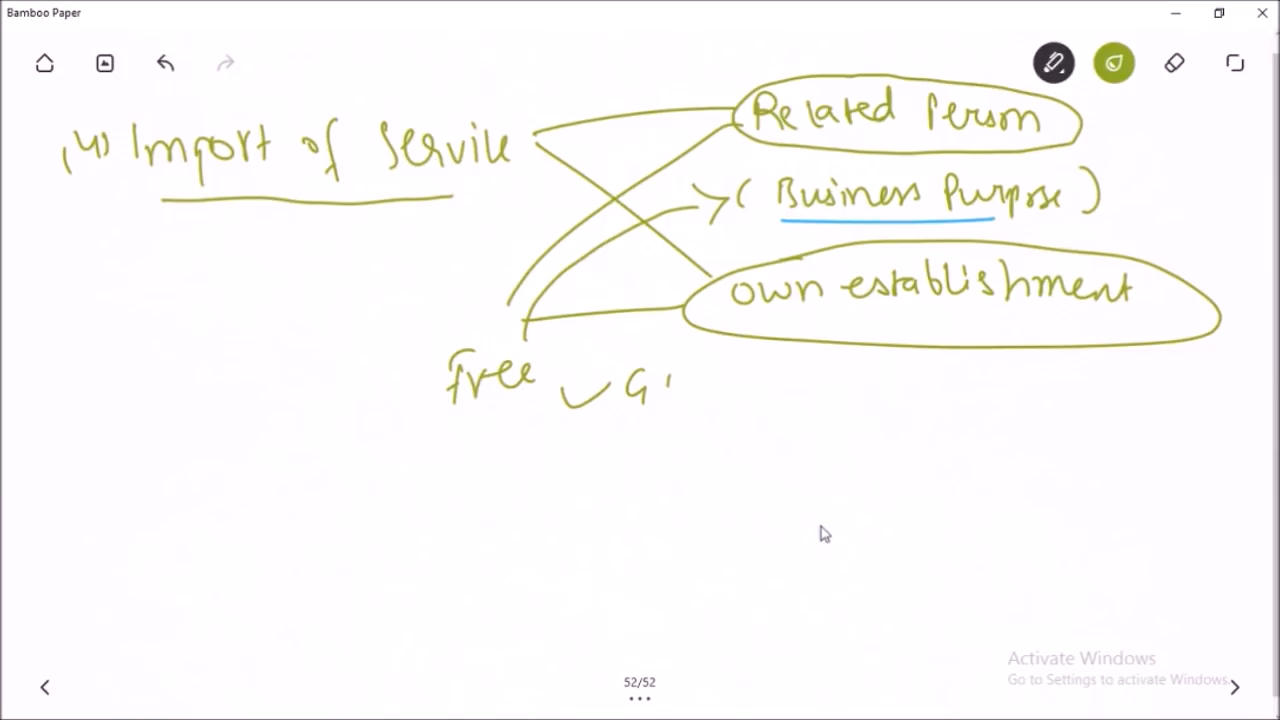 Bamboo Paper
(4) Import of Service
Related Person
(Business Purpose)
own establishment
Free ✓ G
52/52
Activate Windows
Go to Settings to activate Windows.